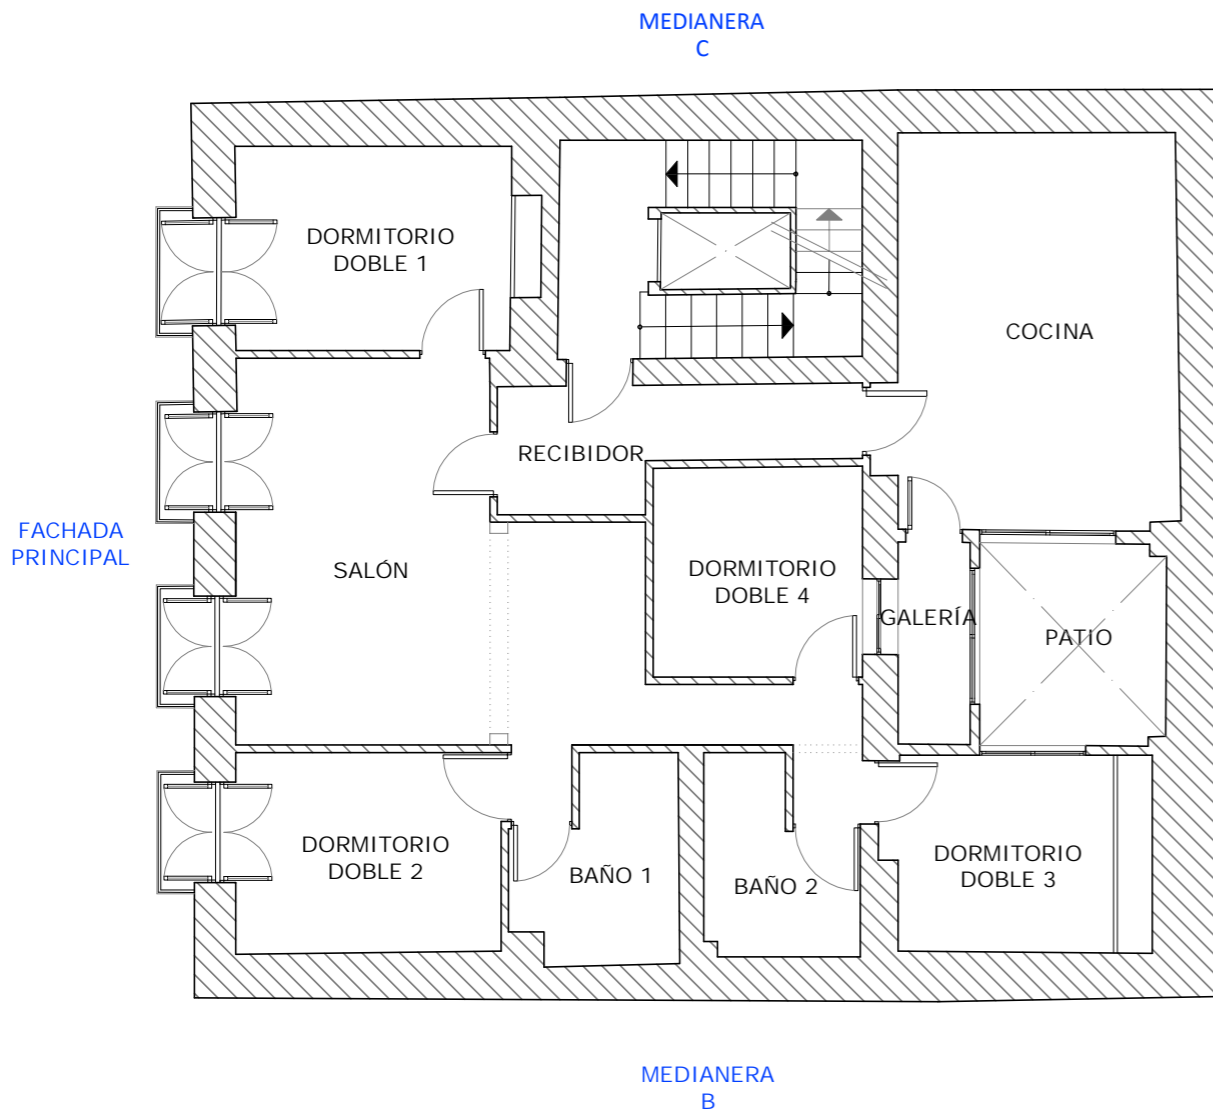 MEDIANERA
C
DORMITORIO
DOBLE 1
COCINA
RECIBIDOR
FACHADA
PRINCIPAL
SALÓN
DORMITORIO
DOBLE 4
GALERÍA
PATIO
DORMITORIO
DOBLE 2
BAÑO 1
BAÑO 2
DORMITORIO
DOBLE 3
MEDIANERA
B